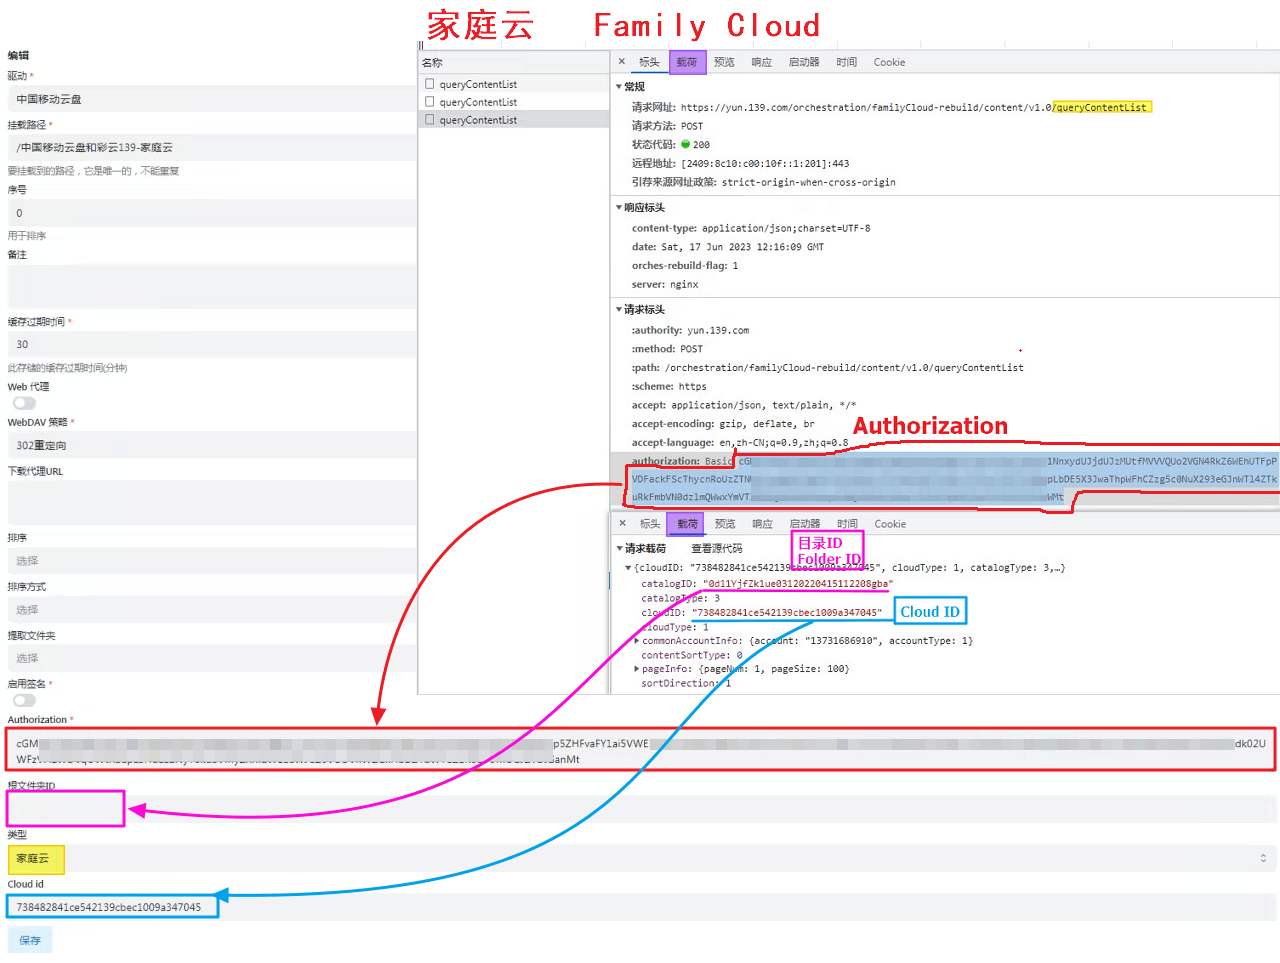 家庭云 Family Cloud
编辑
驱动 *
中国移动云盘
挂载路径 *
/中国移动云盘和彩云139-家庭云
要挂载到的路径，它是唯一的，不能重复
序号
0
用于排序
备注
缓存过期时间 *
30
此存储的缓存过期时间(分钟)
Web 代理
WebDAV 策略 *
302重定向
下载代理URL
排序
选择
排序方式
选择
提取文件夹
选择
启用签名 *
名称
queryContentList
queryContentList
queryContentList
× 标头 载荷 预览 响应 启动器 时间 Cookie
常规
请求网址: https://yun.139.com/orchestration/familyCloud-rebuild/content/v1.0/queryContentList
请求方法: POST
状态代码: 200
远程地址: [2409:8c10:c00:10f::1:201]:443
引荐来源网址政策: strict-origin-when-cross-origin
响应标头
content-type: application/json;charset=UTF-8
date: Sat, 17 Jun 2023 12:16:09 GMT
orches-rebuild-flag: 1
server: nginx
请求标头
:authority: yun.139.com
:method: POST
:path: /orchestration/familyCloud-rebuild/content/v1.0/queryContentList
:scheme: https
accept: application/json, text/plain, */*
accept-encoding: gzip, deflate, br
accept-language: en,zh-CN;q=0.9,zh;q=0.8
Authorization
authorization: Basic
× 标头 载荷 预览 响应 启动器 时间 Cookie
请求载荷 查看源代码
目录ID
Folder ID
{cloudID: "738482841ce542139cbec1009a347045", cloudType: 1, catalogType: 3,…}
catalogID: "0d11YjfZk1ue03120220415112208gba"
catalogType: 3
cloudID: "738482841ce542139cbec1009a347045"
Cloud ID
cloudType: 1
commonAccountInfo: {account: "13731686910", accountType: 1}
contentSortType: 0
pageInfo: {pageNum: 1, pageSize: 100}
sortDirection: 1
Authorization *
cGM p5ZHFvaFY1ai5VWE dk02U
根文件夹ID
类型
家庭云
Cloud id
738482841ce542139cbec1009a347045
保存